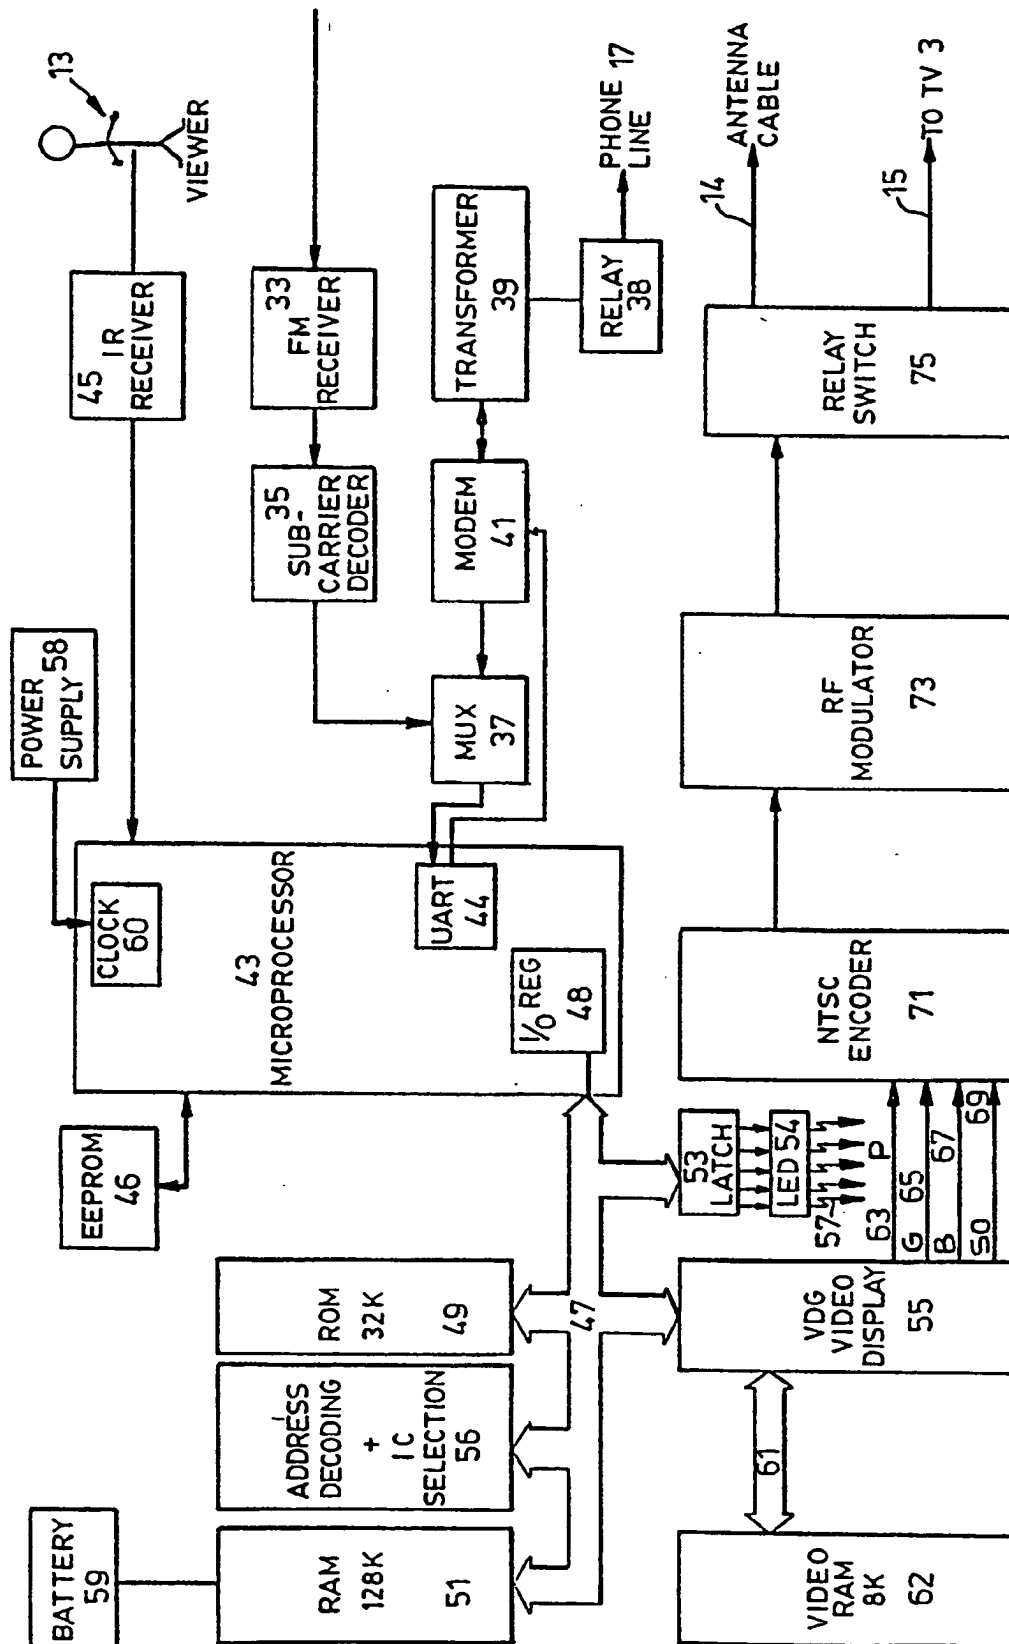 13
VIEWER
45 IR
RECEIVER
33
FM
RECEIVER
35
SUB-
CARRIER
DECODER
TRANSFORMER
39
RELAY
38
PHONE 17
LINE
MODEM
41
MUX
37
POWER
SUPPLY 58
CLOCK
60
43
MICROPROCESSOR
UART
44
I/O REG
48
EEPROM
46
BATTERY
59
RAM
128K
51
ADDRESS
DECODING
+ IC
SELECTION
56
ROM
32K
49
47
53
LATCH
LED 54
57
VIDEO
RAM
8K
62
61
VDG
VIDEO
DISPLAY
55
63 P
G 65
B 67
SO 69
NTSC
ENCODER
71
RF
MODULATOR
73
RELAY
SWITCH
75
14
ANTENNA
CABLE
15
TO TV 3